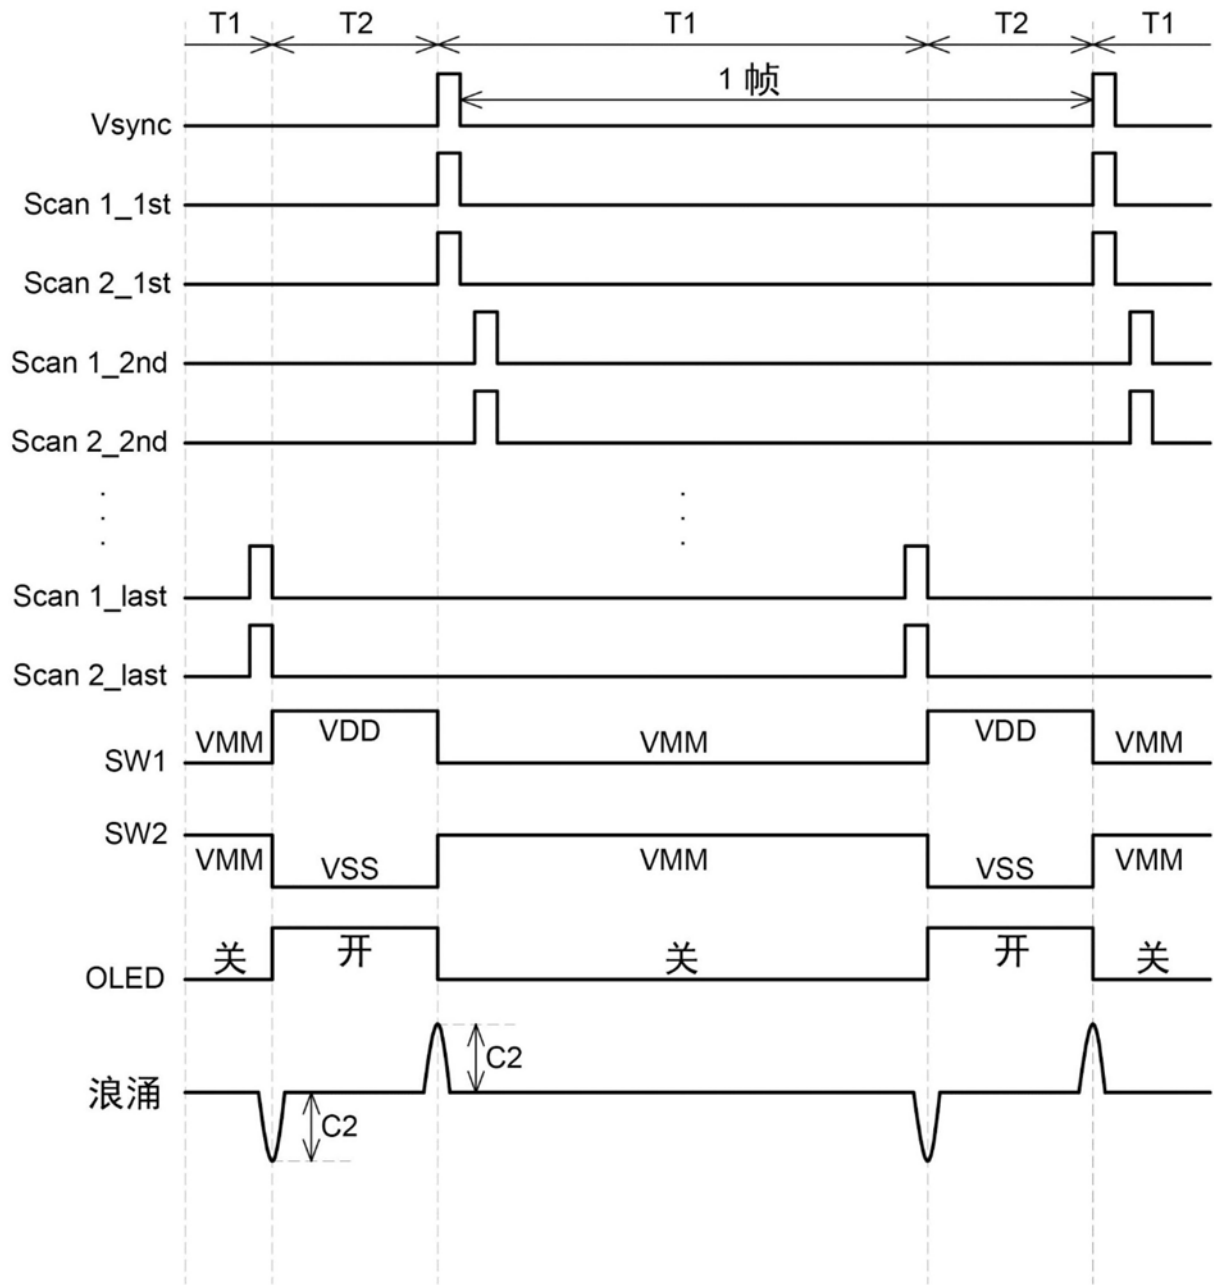 T1 T2 T1 T2 T1
1 帧
Vsync
Scan 1_1st
Scan 2_1st
Scan 1_2nd
Scan 2_2nd
Scan 1_last
Scan 2_last
VMM VDD VMM VDD VMM
SW1
SW2
VMM VSS VMM VSS VMM
关 开 关 开 关
OLED
C2
浪涌
C2